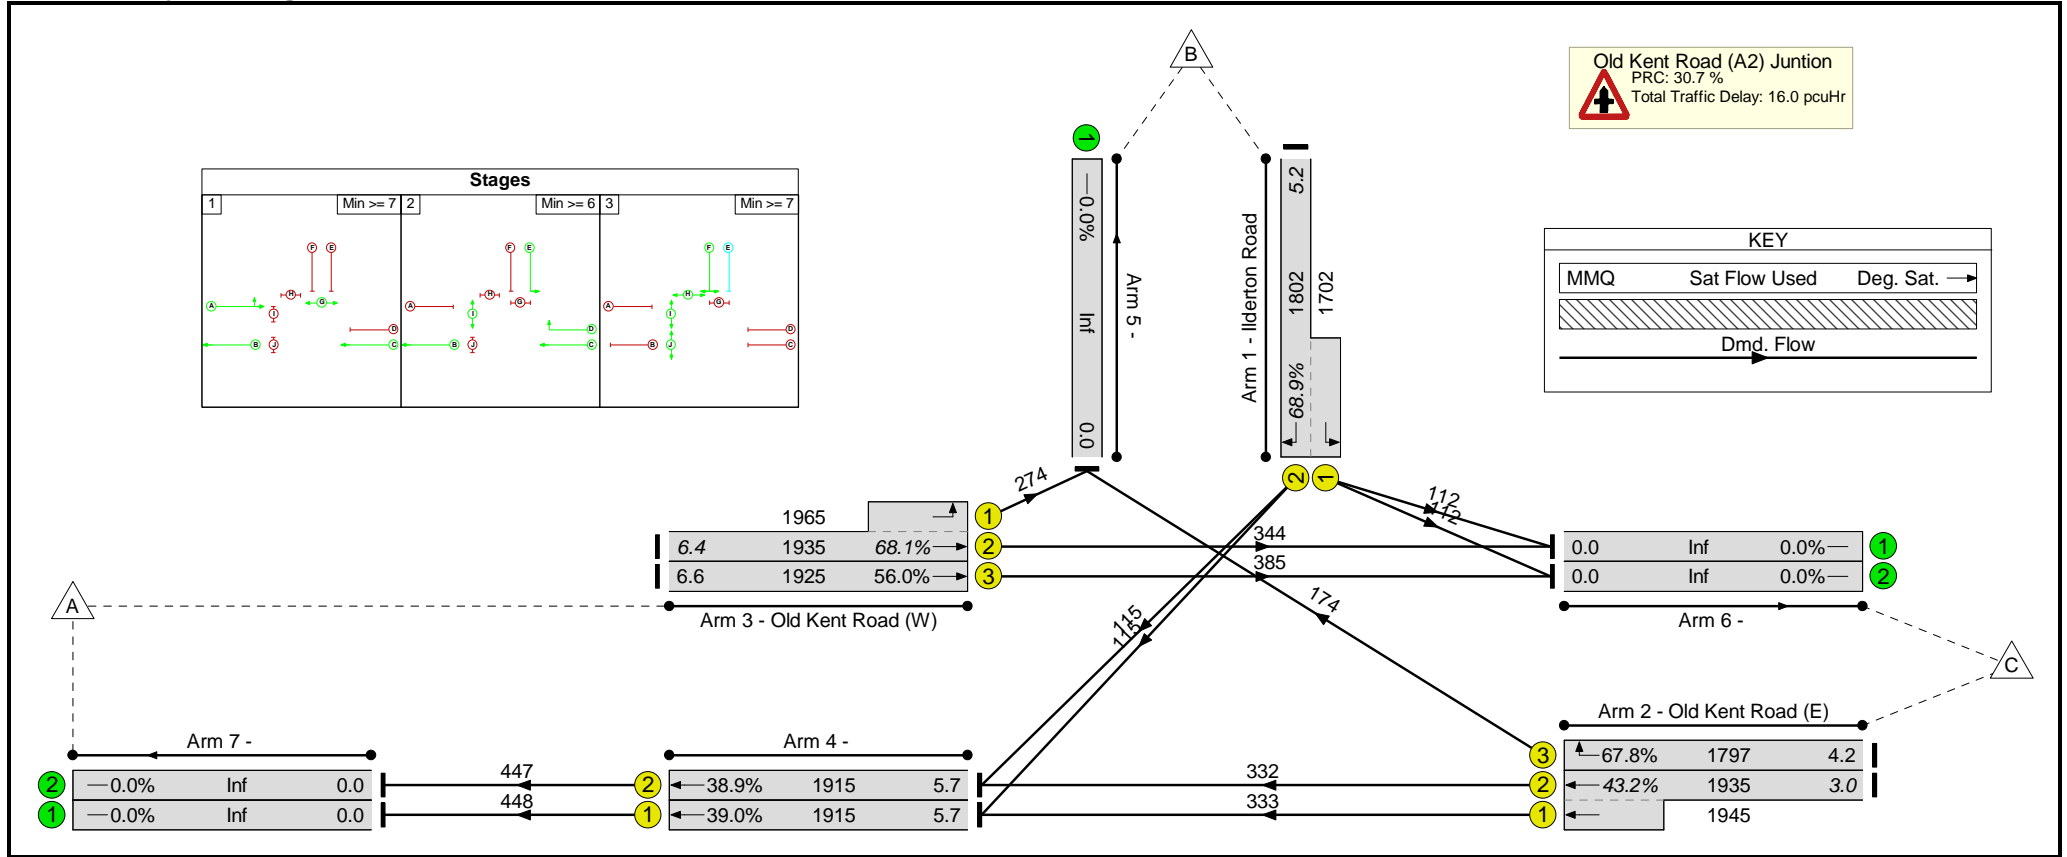 B
Old Kent Road (A2) Juntion
PRC: 30.7 %
Total Traffic Delay: 16.0 pcuHr
Stages
1 Min >= 7 2 Min >= 6 3 Min >= 7
F E
H G
A I
D
B J C
F E
H G
A I
D
B J C
F E
H G
A I
D
B J C
KEY
MMQ Sat Flow Used Deg. Sat.
Dmd. Flow
1
0.0% Inf 0.0
Arm 5 -
Arm 1 - Ilderton Road
5.2 1802 68.9%
1702
2 1
274
112
112
1965 1
6.4 1935 68.1% 2 344
6.6 1925 56.0% 3 385
Arm 3 - Old Kent Road (W)
0.0 Inf 0.0% 1
0.0 Inf 0.0% 2
Arm 6 -
A
C
115
115
174
Arm 7 -
2 0.0% Inf 0.0 447
1 0.0% Inf 0.0 448
Arm 4 -
2 38.9% 1915 5.7 332
1 39.0% 1915 5.7 333
Arm 2 - Old Kent Road (E)
3 67.8% 1797 4.2
2 43.2% 1935 3.0
1 1945